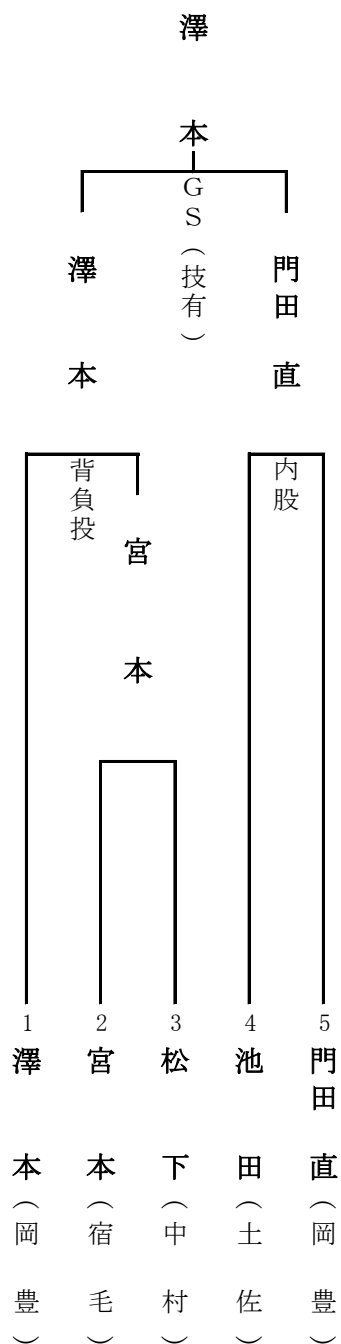 澤本
GS（技有）
澤本
門田直
背負投
内股
宮本
1 澤本（岡豊）
2 宮本（宿毛）
3 松下（中村）
4 池田（土佐）
5 門田直（岡豊）